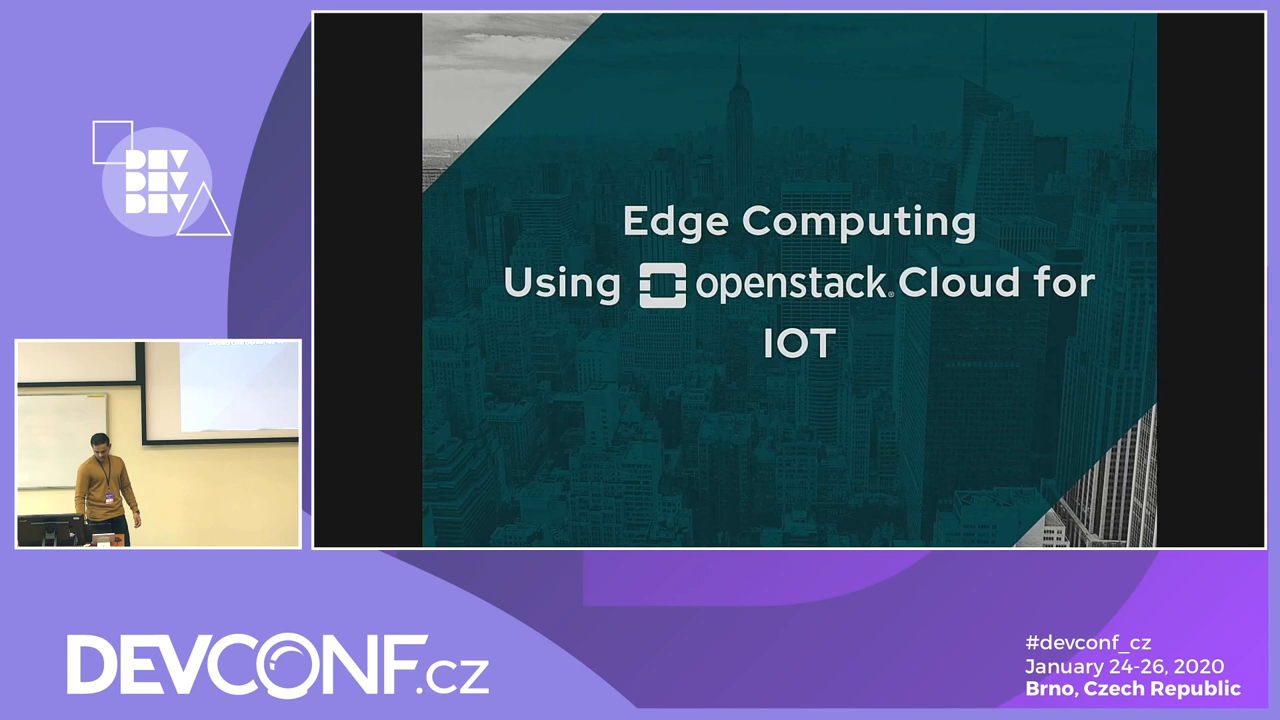 DEV
DEV
DEV
Edge Computing
Using openstack. Cloud for
IOT
DEVCONF.CZ
#devconf_cz
January 24-26, 2020
Brno, Czech Republic